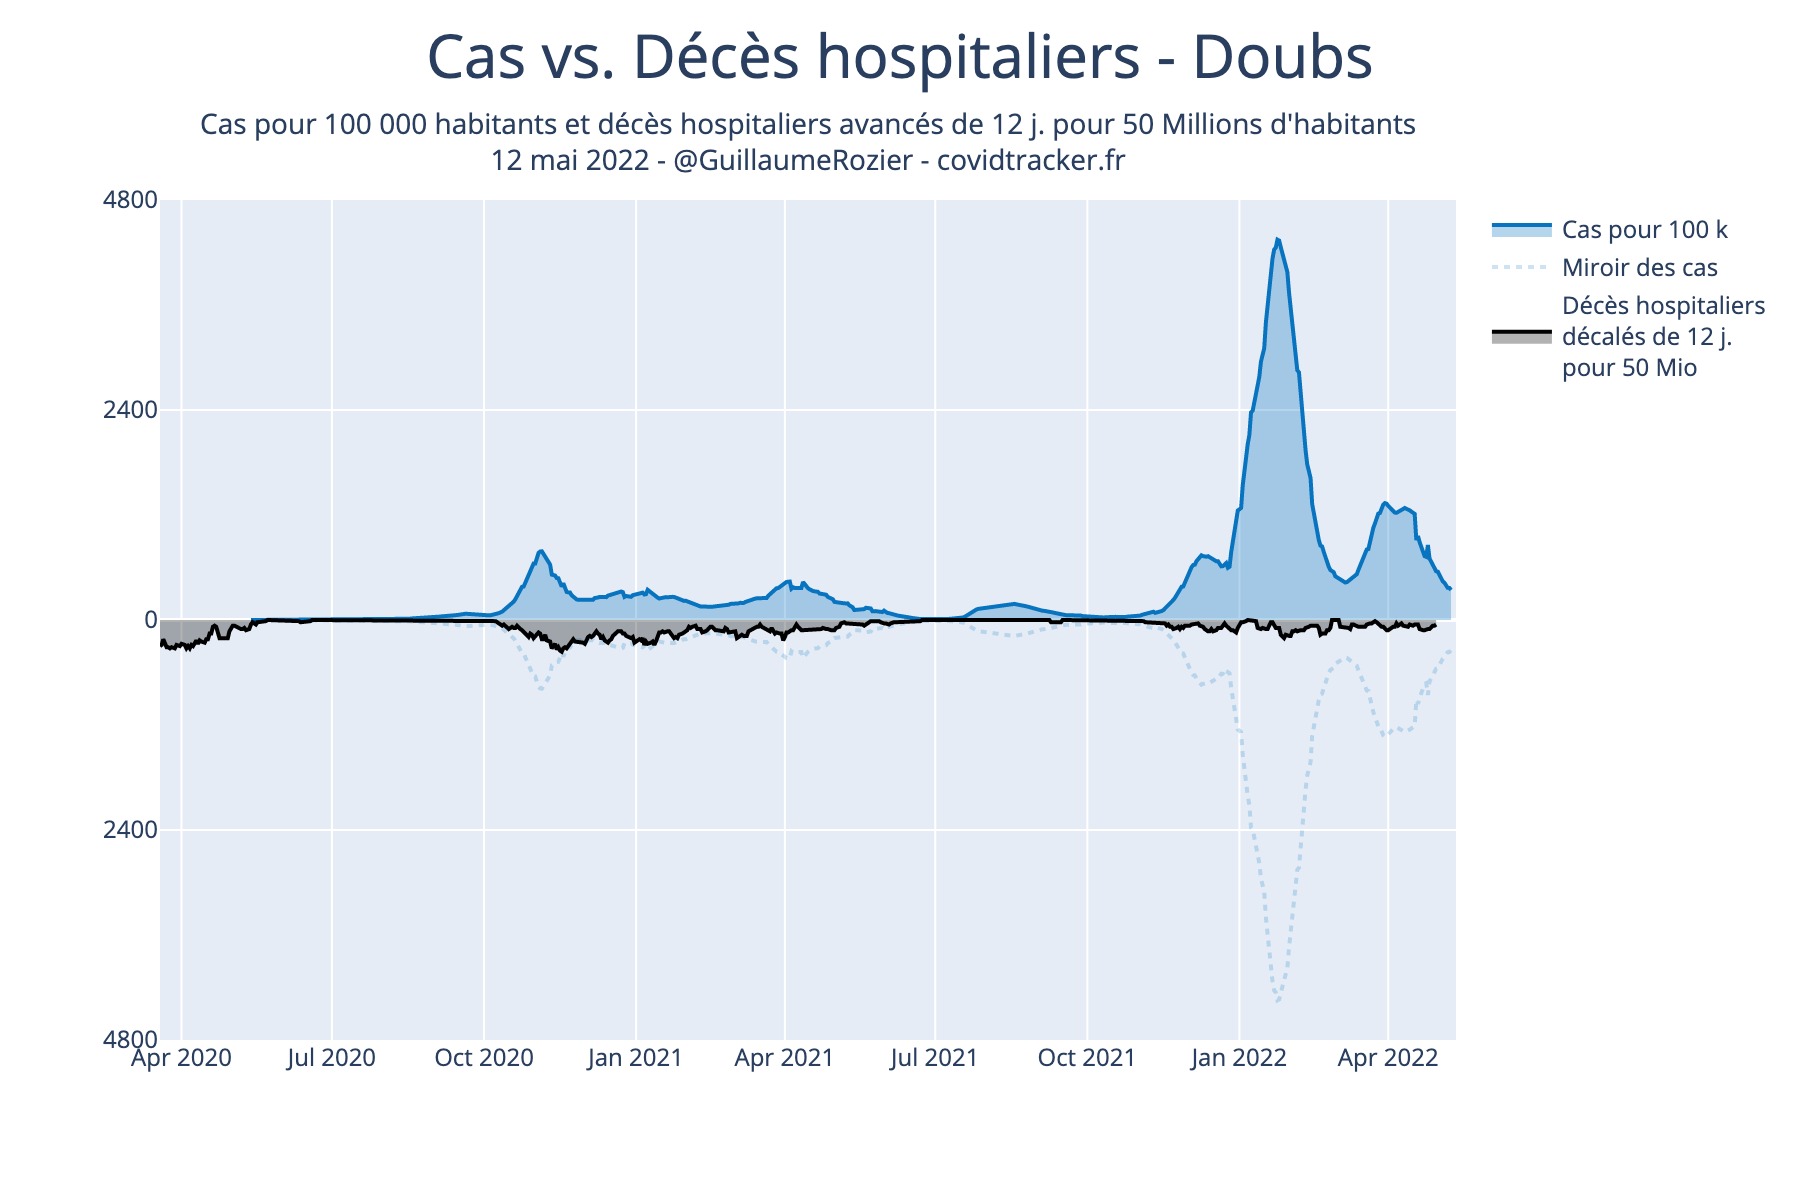 Cas vs. Décès hospitaliers - Doubs
Cas pour 100 000 habitants et décès hospitaliers avancés de 12 j. pour 50 Millions d'habitants
12 mai 2022 - @GuillaumeRozier - covidtracker.fr
4800
2400
0
2400
4800
Apr 2020 Jul 2020 Oct 2020 Jan 2021 Apr 2021 Jul 2021 Oct 2021 Jan 2022 Apr 2022
Cas pour 100 k
Miroir des cas
Décès hospitaliers
décalés de 12 j.
pour 50 Mio